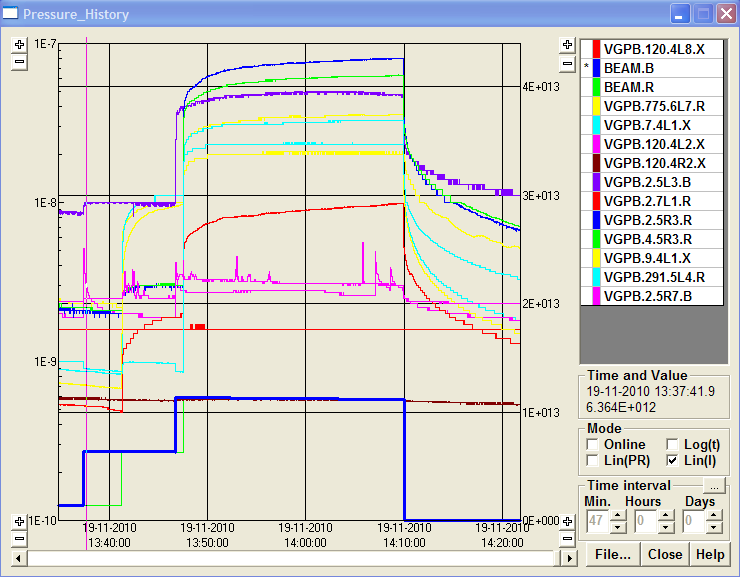 Pressure_History
1E-7
1E-8
1E-9
1E-10
4E+013
3E+013
2E+013
1E+013
0E+000
19-11-2010 19-11-2010 19-11-2010 19-11-2010 19-11-2010
13:40:00 13:50:00 14:00:00 14:10:00 14:20:00
VGPB.120.4L8.X
* BEAM.B
BEAM.R
VGPB.775.6L7.R
VGPB.7.4L1.X
VGPB.120.4L2.X
VGPB.120.4R2.X
VGPB.2.5L3.B
VGPB.2.7L1.R
VGPB.2.5R3.R
VGPB.4.5R3.R
VGPB.9.4L1.X
VGPB.291.5L4.R
VGPB.2.5R7.B
Time and Value
19-11-2010 13:37:41.9
6.364E+012
Mode
Online Log(t)
Lin(PR) Lin(I)
Time interval ...
Min. Hours Days
47 0 0
File... Close Help